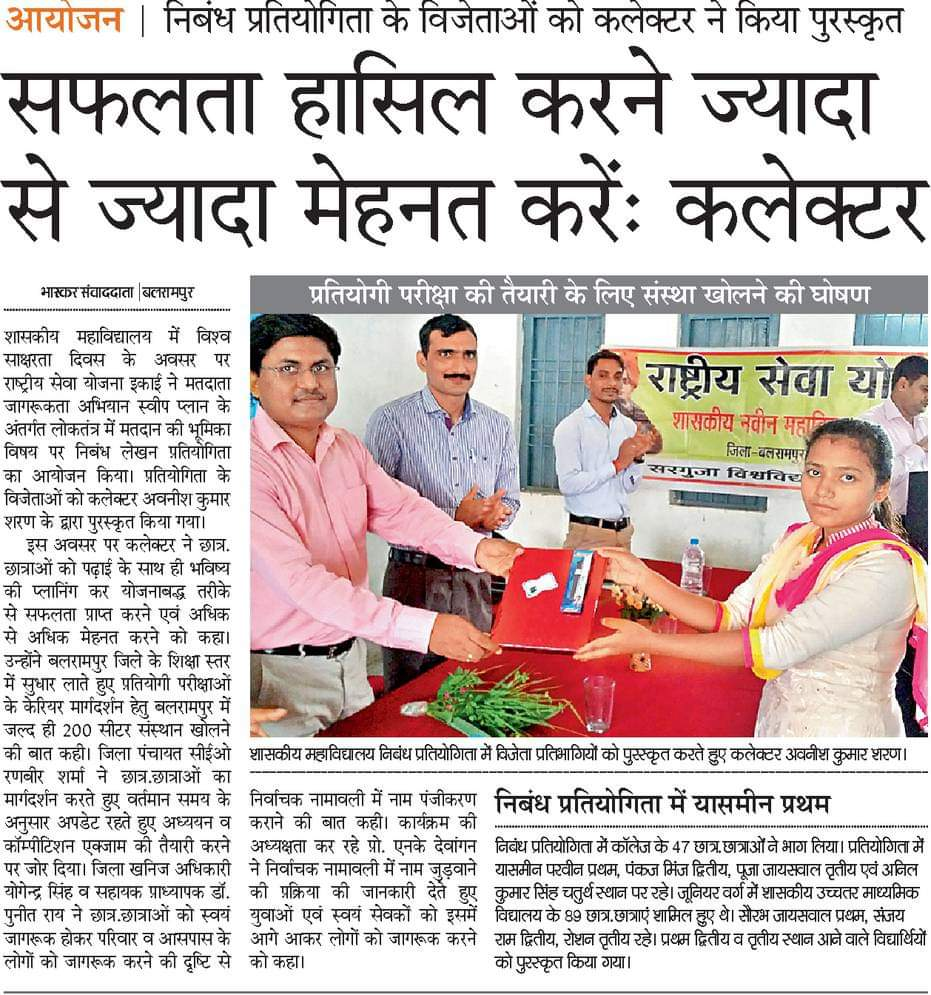 आयोजन | निबंध प्रतियोगिता के विजेताओं को कलेक्टर ने किया पुरस्कृत
सफलता हासिल करने ज्यादा
से ज्यादा मेहनत करें: कलेक्टर
भास्कर संवाददाता | बलरामपुर
शासकीय महाविद्यालय में विश्व
साक्षरता दिवस के अवसर पर
राष्ट्रीय सेवा योजना इकाई ने मतदाता
जागरूकता अभियान स्वीप प्लान के
अंतर्गत लोकतंत्र में मतदान की भूमिका
विषय पर निबंध लेखन प्रतियोगिता
का आयोजन किया। प्रतियोगिता के
विजेताओं को कलेक्टर अवनीश कुमार
शरण के द्वारा पुरस्कृत किया गया।
इस अवसर पर कलेक्टर ने छात्र.
छात्राओं को पढ़ाई के साथ ही भविष्य
की प्लानिंग कर योजनाबद्ध तरीके
से सफलता प्राप्त करने एवं अधिक
से अधिक मेहनत करने को कहा।
उन्होंने बलरामपुर जिले के शिक्षा स्तर
में सुधार लाते हुए प्रतियोगी परीक्षाओं
के केरियर मार्गदर्शन हेतु बलरामपुर में
जल्द ही 200 सीटर संस्थान खोलने
की बात कही। जिला पंचायत सीईओ
रणबीर शर्मा ने छात्र.छात्राओं का
मार्गदर्शन करते हुए वर्तमान समय के
अनुसार अपडेट रहते हुए अध्ययन व
कॉम्पीटिशन एक्जाम की तैयारी करने
पर जोर दिया। जिला खनिज अधिकारी
योगेन्द्र सिंह व सहायक प्राध्यापक डॉ.
पुनीत राय ने छात्र.छात्राओं को स्वयं
जागरूक होकर परिवार व आसपास के
लोगों को जागरूक करने की दृष्टि से
प्रतियोगी परीक्षा की तैयारी के लिए संस्था खोलने की घोषण
राष्ट्रीय सेवा यो
शासकीय नवीन महावि
जिला-बलरामपुर
सरगुजा विश्ववि
शासकीय महाविद्यालय निबंध प्रतियोगिता में विजेता प्रतिभागियों को पुरस्कृत करते हुए कलेक्टर अवनीश कुमार शरण।
निर्वाचक नामावली में नाम पंजीकरण
कराने की बात कही। कार्यक्रम की
अध्यक्षता कर रहे प्रो. एनके देवांगन
ने निर्वाचक नामावली में नाम जुड़वाने
की प्रक्रिया की जानकारी देते हुए
युवाओं एवं स्वयं सेवकों को इसमें
आगे आकर लोगों को जागरूक करने
को कहा।
निबंध प्रतियोगिता में यासमीन प्रथम
निबंध प्रतियोगिता में कॉलेज के 47 छात्र.छात्राओं ने भाग लिया। प्रतियोगिता में
यासमीन परवीन प्रथम, पंकज मिंज द्वितीय, पूजा जायसवाल तृतीय एवं अनिल
कुमार सिंह चतुर्थ स्थान पर रहे। जूनियर वर्ग में शासकीय उच्चतर माध्यमिक
विद्यालय के 89 छात्र.छात्राएं शामिल हुए थे। सौरभ जायसवाल प्रथम, संजय
राम द्वितीय, रोशन तृतीय रहे। प्रथम द्वितीय व तृतीय स्थान आने वाले विद्यार्थियों
को पुरस्कृत किया गया।